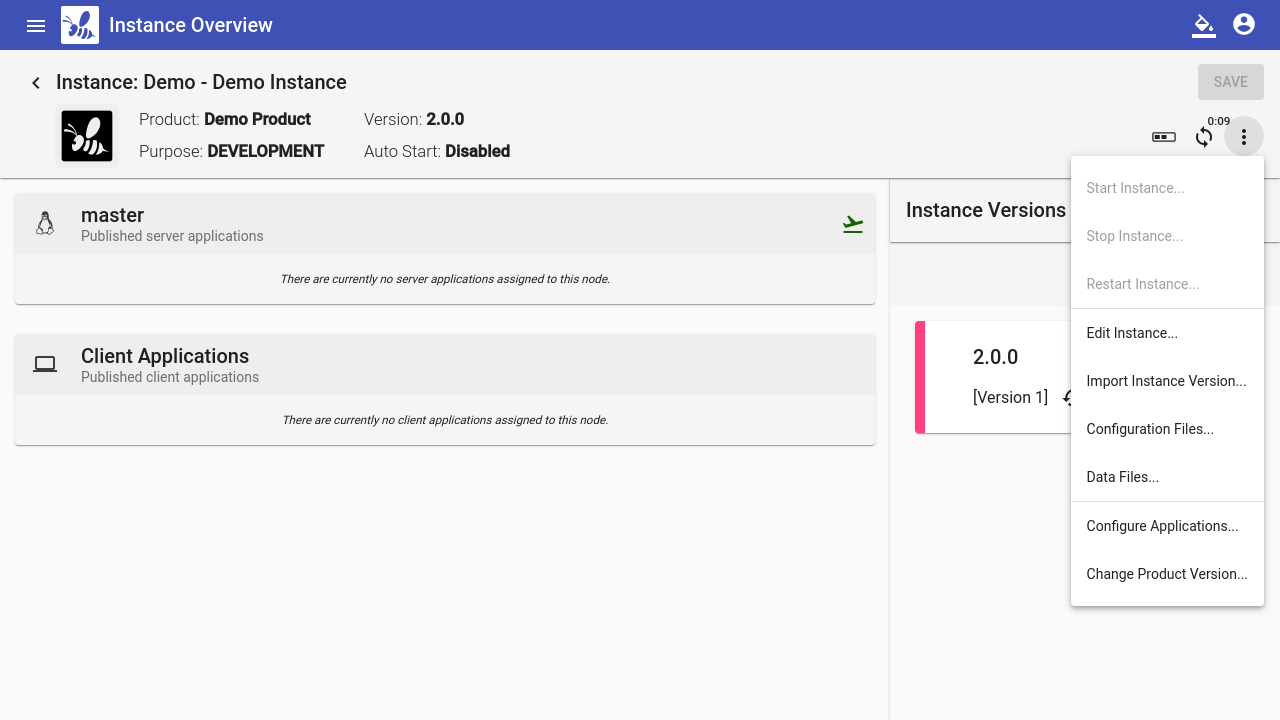 Instance Overview
Instance: Demo - Demo Instance
SAVE
Product: Demo Product
Version: 2.0.0
Purpose: DEVELOPMENT
Auto Start: Disabled
0:09
master
Published server applications
There are currently no server applications assigned to this node.
Client Applications
Published client applications
There are currently no client applications assigned to this node.
Instance Versions
2.0.0
[Version 1]
Start Instance...
Stop Instance...
Restart Instance...
Edit Instance...
Import Instance Version...
Configuration Files...
Data Files...
Configure Applications...
Change Product Version...